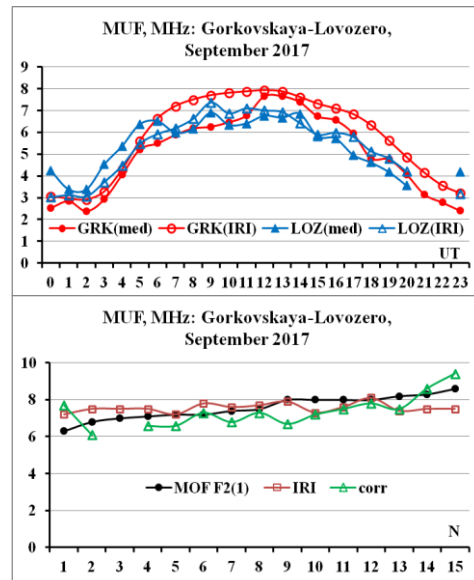 MUF, MHz: Gorkovskaya-Lovozero,
September 2017
9
8
7
6
5
4
3
2
1
0
GRK(med) GRK(IRI) LOZ(med) LOZ(IRI)
UT
0 1 2 3 4 5 6 7 8 9 10 11 12 13 14 15 16 17 18 19 20 21 22 23
MUF, MHz: Gorkovskaya-Lovozero,
September 2017
10
8
6
4
2
0
MOF F2(1) IRI corr
N
1 2 3 4 5 6 7 8 9 10 11 12 13 14 15